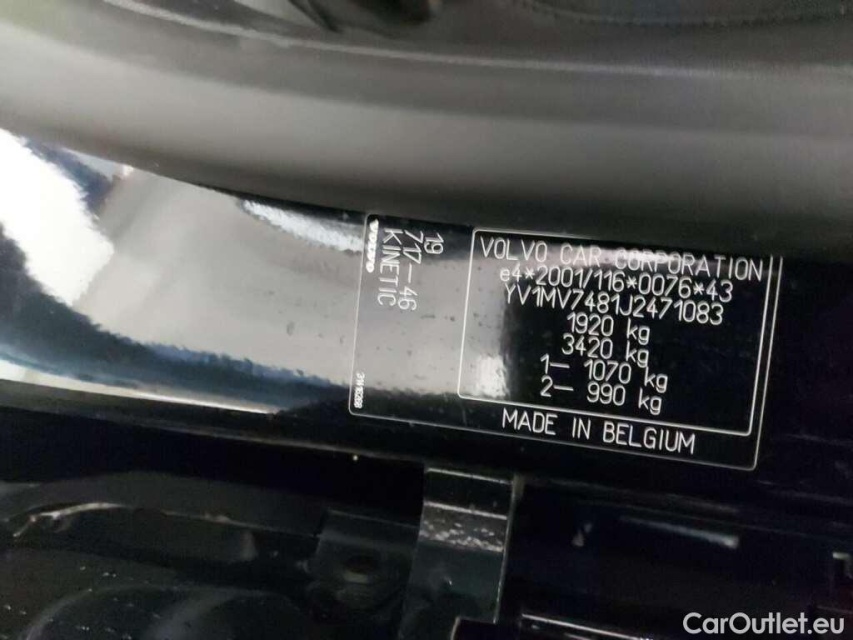 VOLVO CAR CORPORATION
e4*2001/116*0076*43
YV1MV7481J2471083
1920 kg
3420 kg
1– 1070 kg
2– 990 kg
MADE IN BELGIUM
19
717–46
KINETIC
VOLVO
CarOutlet.eu